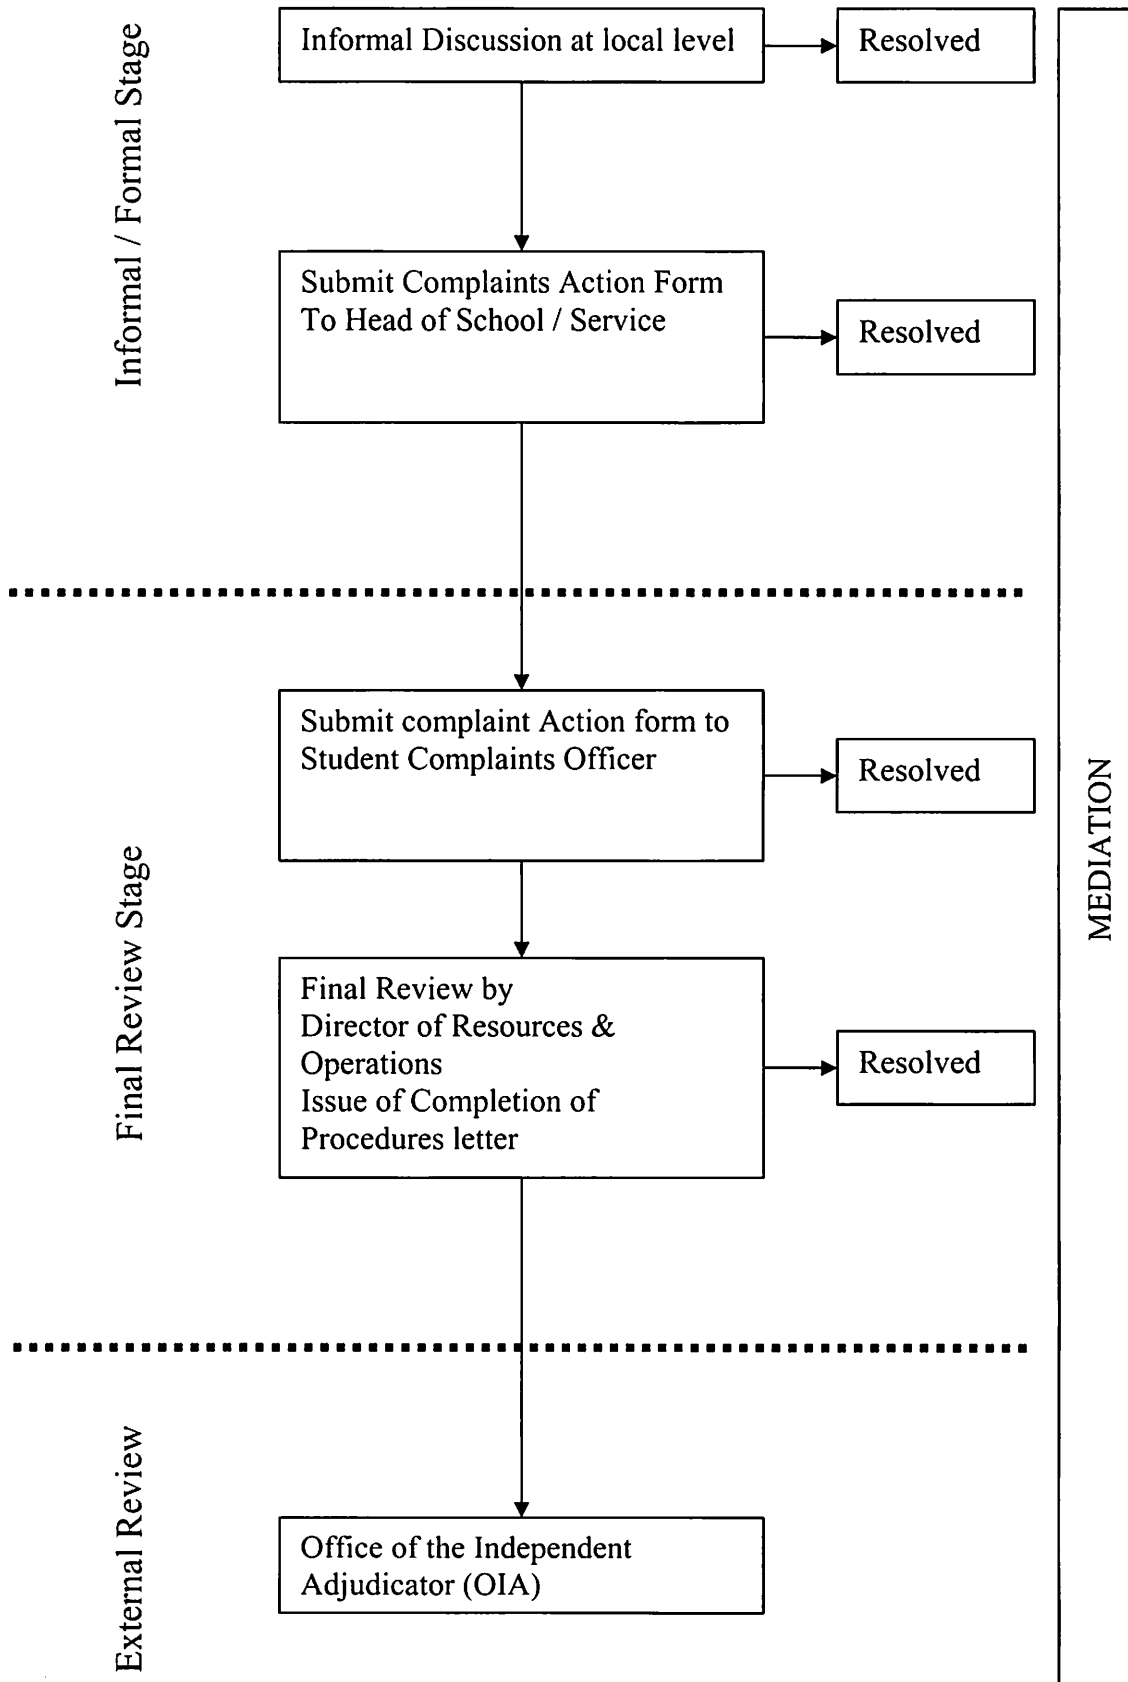 Informal / Formal Stage
Informal Discussion at local level
Resolved
Submit Complaints Action Form
To Head of School / Service
Resolved
Final Review Stage
Submit complaint Action form to
Student Complaints Officer
Resolved
Final Review by
Director of Resources &
Operations
Issue of Completion of
Procedures letter
Resolved
External Review
Office of the Independent
Adjudicator (OIA)
MEDIATION